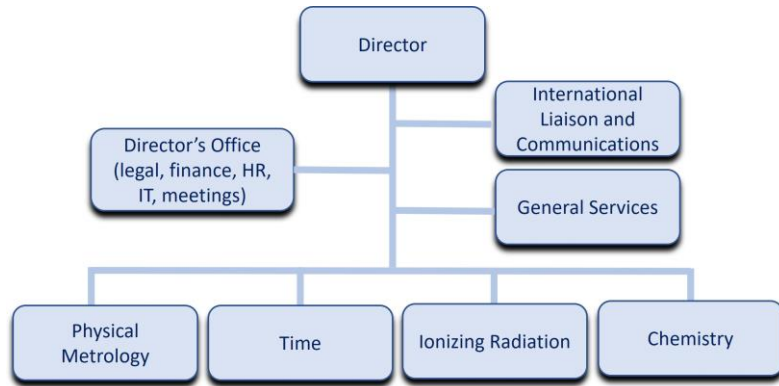 Director
International
Liaison and
Communications
Director’s Office
(legal, finance, HR,
IT, meetings)
General Services
Physical
Metrology
Time
Ionizing Radiation
Chemistry